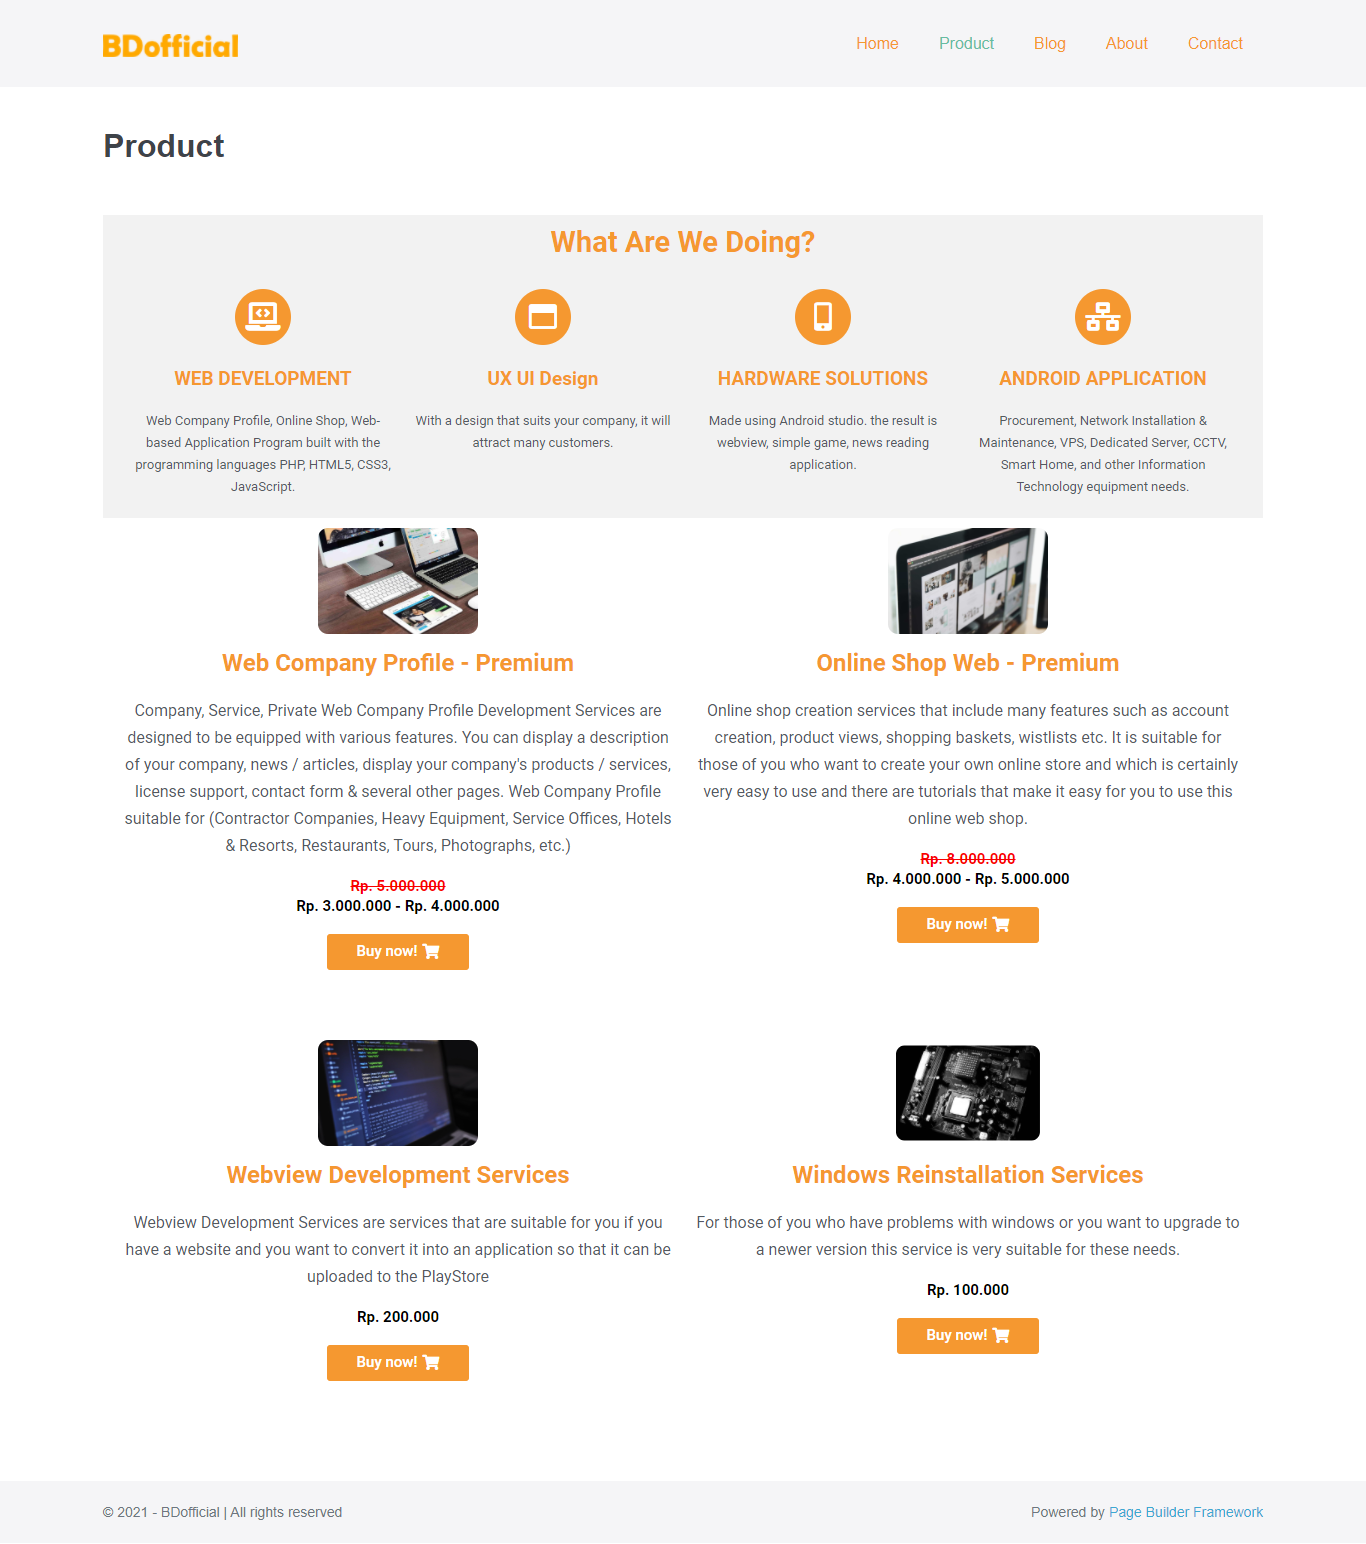 BDofficial
Home Product Blog About Contact
Product
What Are We Doing?
WEB DEVELOPMENT
Web Company Profile, Online Shop, Web-
based Application Program built with the
programming languages PHP, HTML5, CSS3,
JavaScript.
UX UI Design
With a design that suits your company, it will
attract many customers.
HARDWARE SOLUTIONS
Made using Android studio. the result is
webview, simple game, news reading
application.
ANDROID APPLICATION
Procurement, Network Installation &
Maintenance, VPS, Dedicated Server, CCTV,
Smart Home, and other Information
Technology equipment needs.
Web Company Profile - Premium
Company, Service, Private Web Company Profile Development Services are
designed to be equipped with various features. You can display a description
of your company, news / articles, display your company's products / services,
license support, contact form & several other pages. Web Company Profile
suitable for (Contractor Companies, Heavy Equipment, Service Offices, Hotels
& Resorts, Restaurants, Tours, Photographs, etc.)
Rp. 5.000.000
Rp. 3.000.000 - Rp. 4.000.000
Buy now!
Online Shop Web - Premium
Online shop creation services that include many features such as account
creation, product views, shopping baskets, wistlists etc. It is suitable for
those of you who want to create your own online store and which is certainly
very easy to use and there are tutorials that make it easy for you to use this
online web shop.
Rp. 8.000.000
Rp. 4.000.000 - Rp. 5.000.000
Buy now!
Webview Development Services
Webview Development Services are services that are suitable for you if you
have a website and you want to convert it into an application so that it can be
uploaded to the PlayStore
Rp. 200.000
Buy now!
Windows Reinstallation Services
For those of you who have problems with windows or you want to upgrade to
a newer version this service is very suitable for these needs.
Rp. 100.000
Buy now!
© 2021 - BDofficial | All rights reserved
Powered by Page Builder Framework